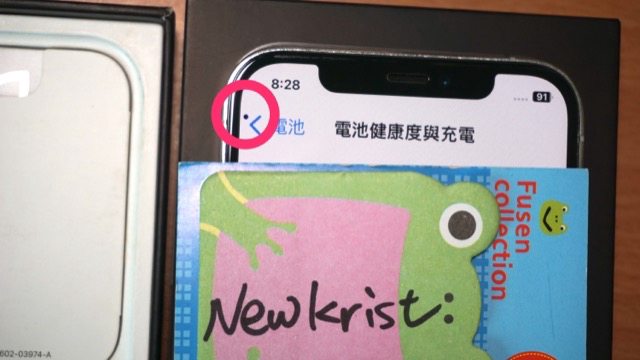 8:28
91
電池
電池健康度與充電
Fusen
collection
Newkrist:
602-03974-A